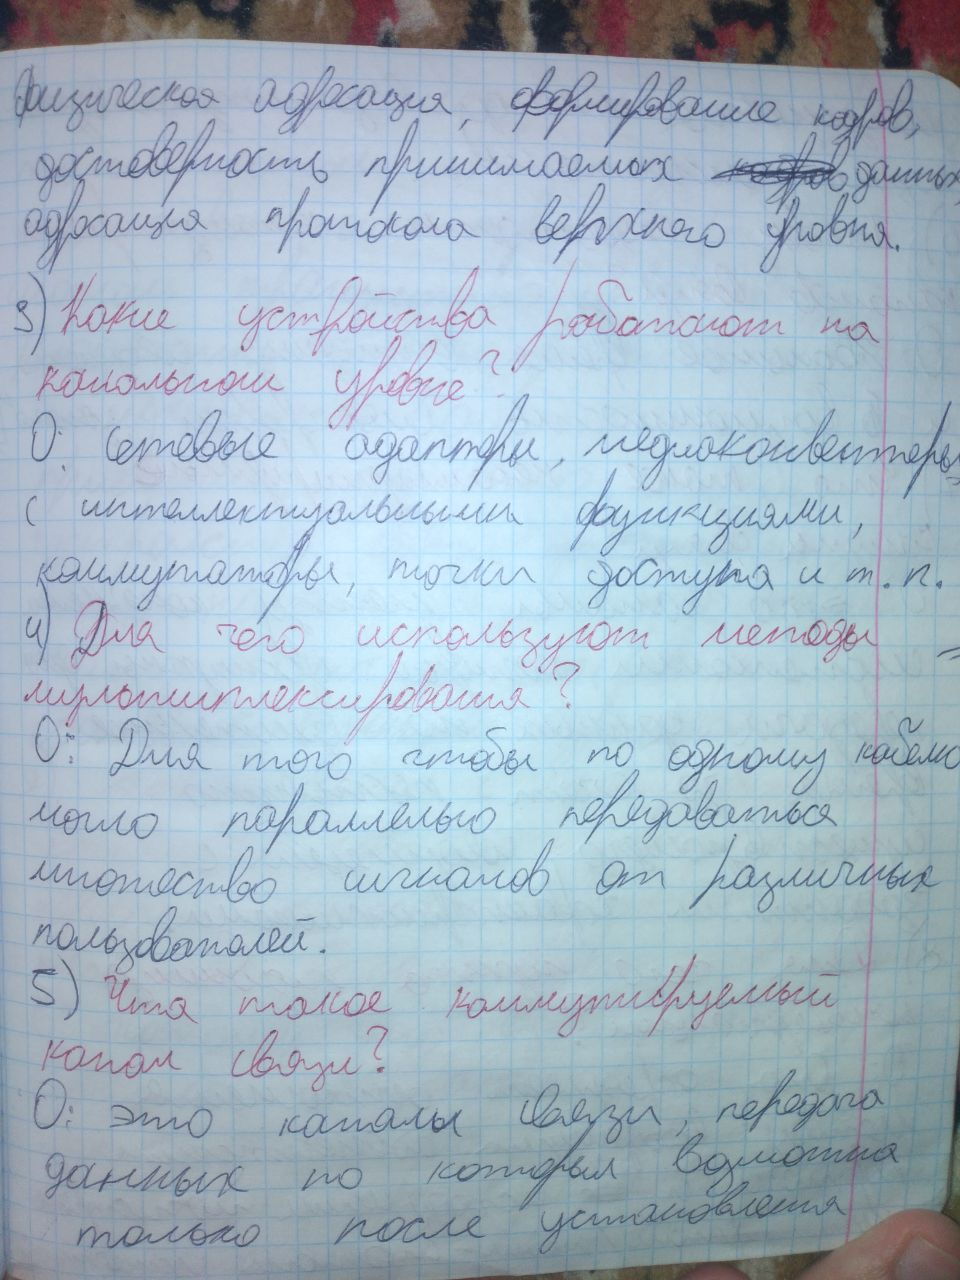 физическая адресация, формирование кадров,
достоверность принимаемых данных,
адресация протокола верхнего уровня.
3) Какие устройства работают на
канальном уровне?
О: Сетевые адаптеры, медиаконвентеры,
с интеллектуальными функциями,
коммутаторы, точки доступа и т.п.
4) Для чего используют методы
мультиплексирования?
О: Для того чтобы по одному кабелю
могло параллельно передаваться
множество сигналов от различных
пользователей.
5) Что такое коммутируемый
канал связи?
О: это каналы связи, передача
данных по которым возможна
только после установления